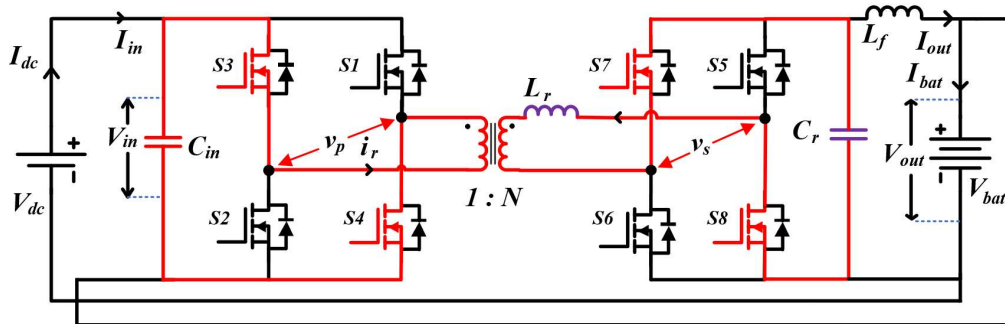 I_in
S3
S1
S7
S5
L_f
I_out
I_dc
L_r
I_bat
V_in
C_in
v_p
i_r
v_s
C_r
V_out
+
-
+
-
V_dc
1 : N
V_bat
S2
S4
S6
S8